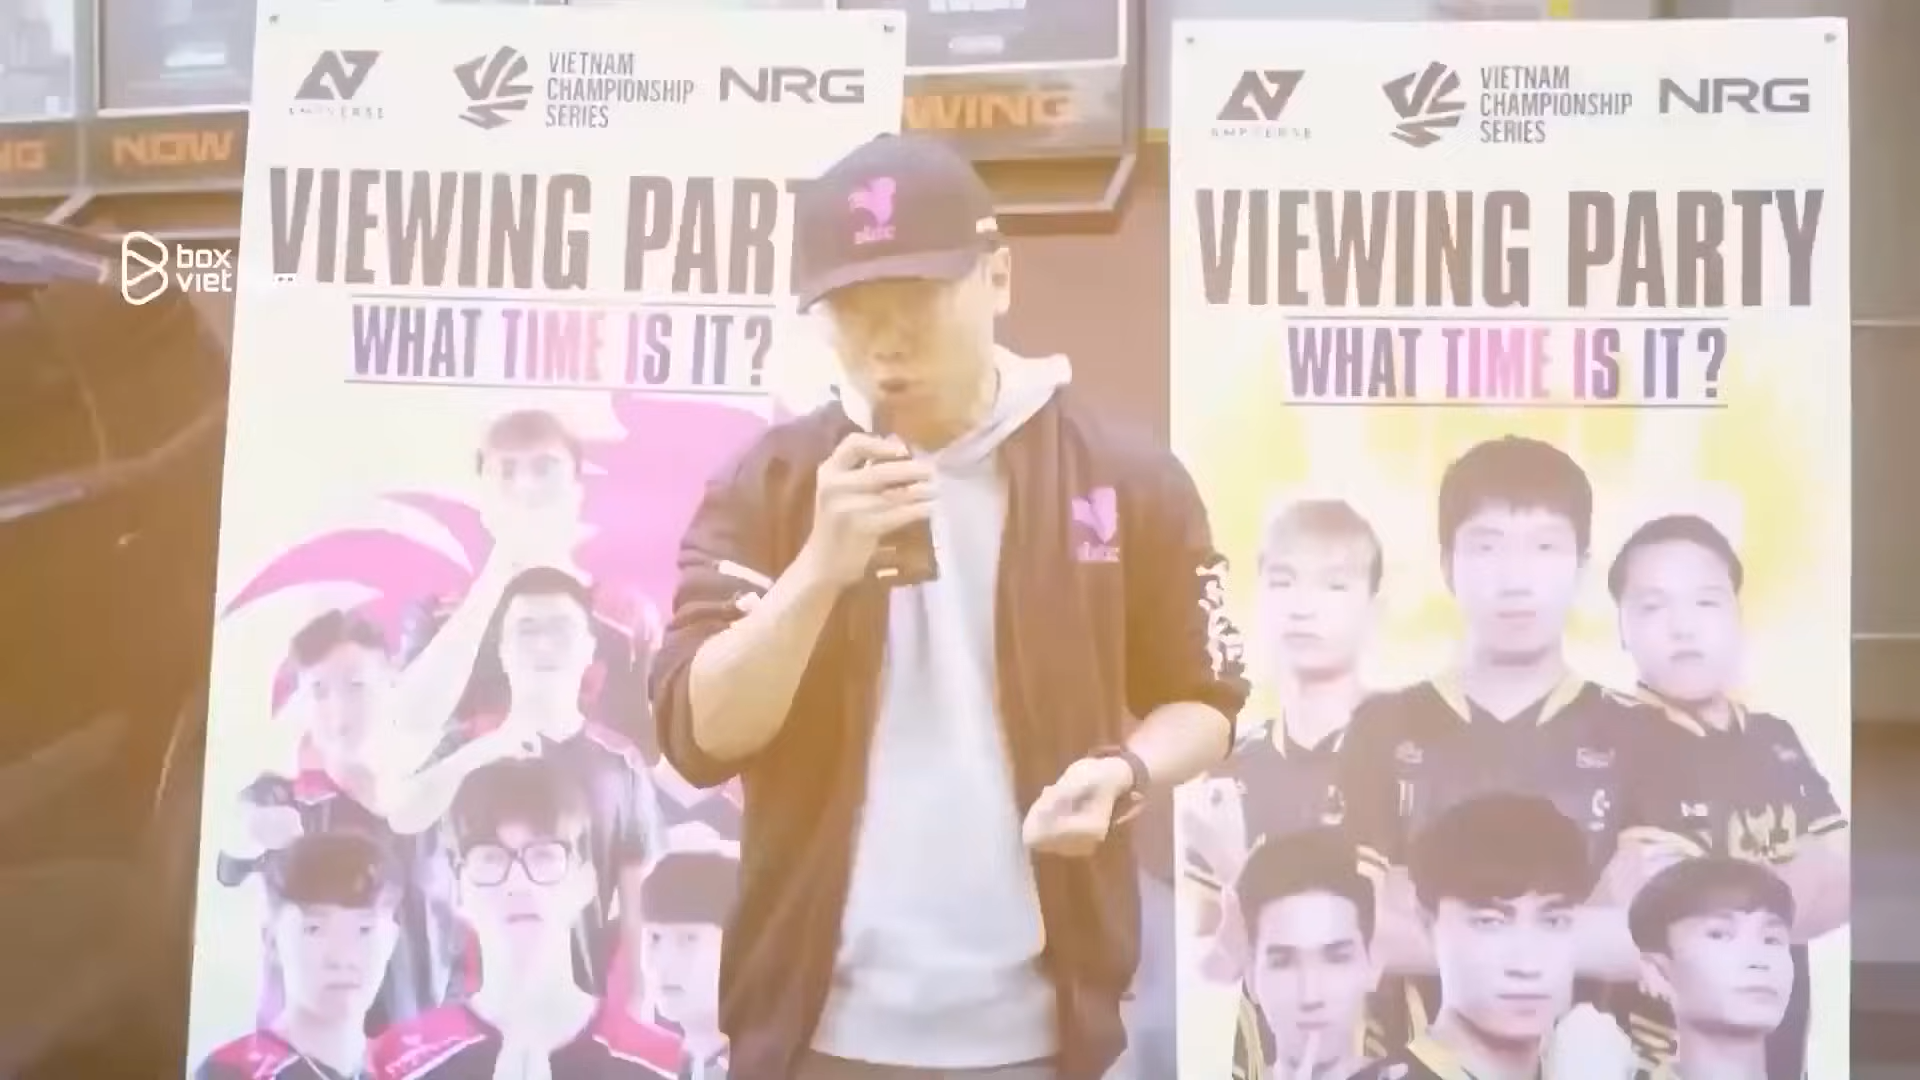 AMPVERSE
VIETNAM
CHAMPIONSHIP
SERIES
NRG
VIEWING PART
WHAT TIME IS IT?
AMPVERSE
VIETNAM
CHAMPIONSHIP
SERIES
NRG
VIEWING PARTY
WHAT TIME IS IT?
NG
NOW
WING
box
viet